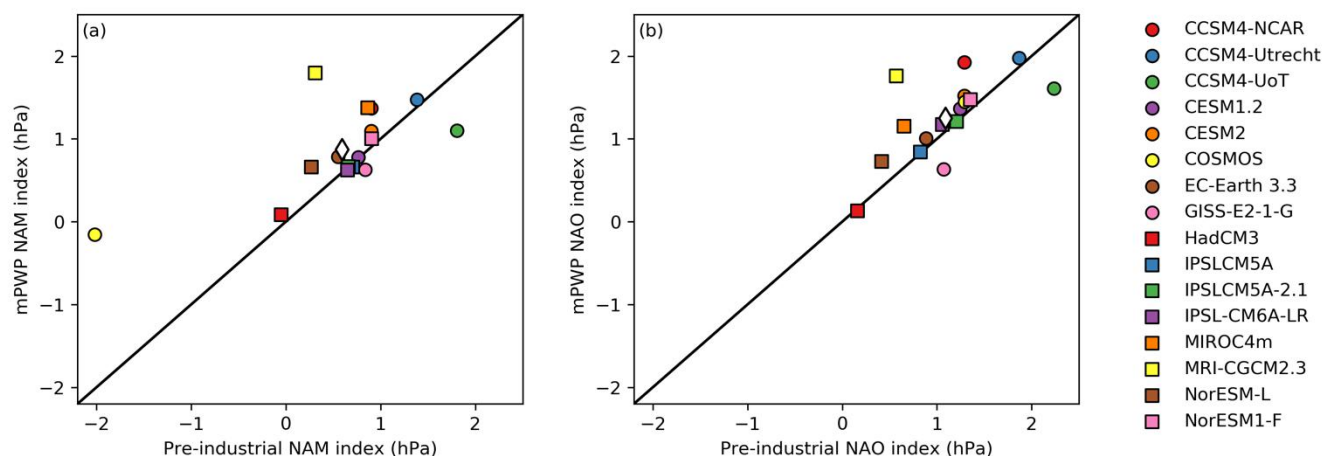 (a)
2
1
0
−1
−2
mPWP NAM index (hPa)
−2 −1 0 1 2
Pre-industrial NAM index (hPa)
(b)
2
1
0
−1
−2
mPWP NAO index (hPa)
−2 −1 0 1 2
Pre-industrial NAO index (hPa)
CCSM4-NCAR
CCSM4-Utrecht
CCSM4-UoT
CESM1.2
CESM2
COSMOS
EC-Earth 3.3
GISS-E2-1-G
HadCM3
IPSLCM5A
IPSLCM5A-2.1
IPSL-CM6A-LR
MIROC4m
MRI-CGCM2.3
NorESM-L
NorESM1-F